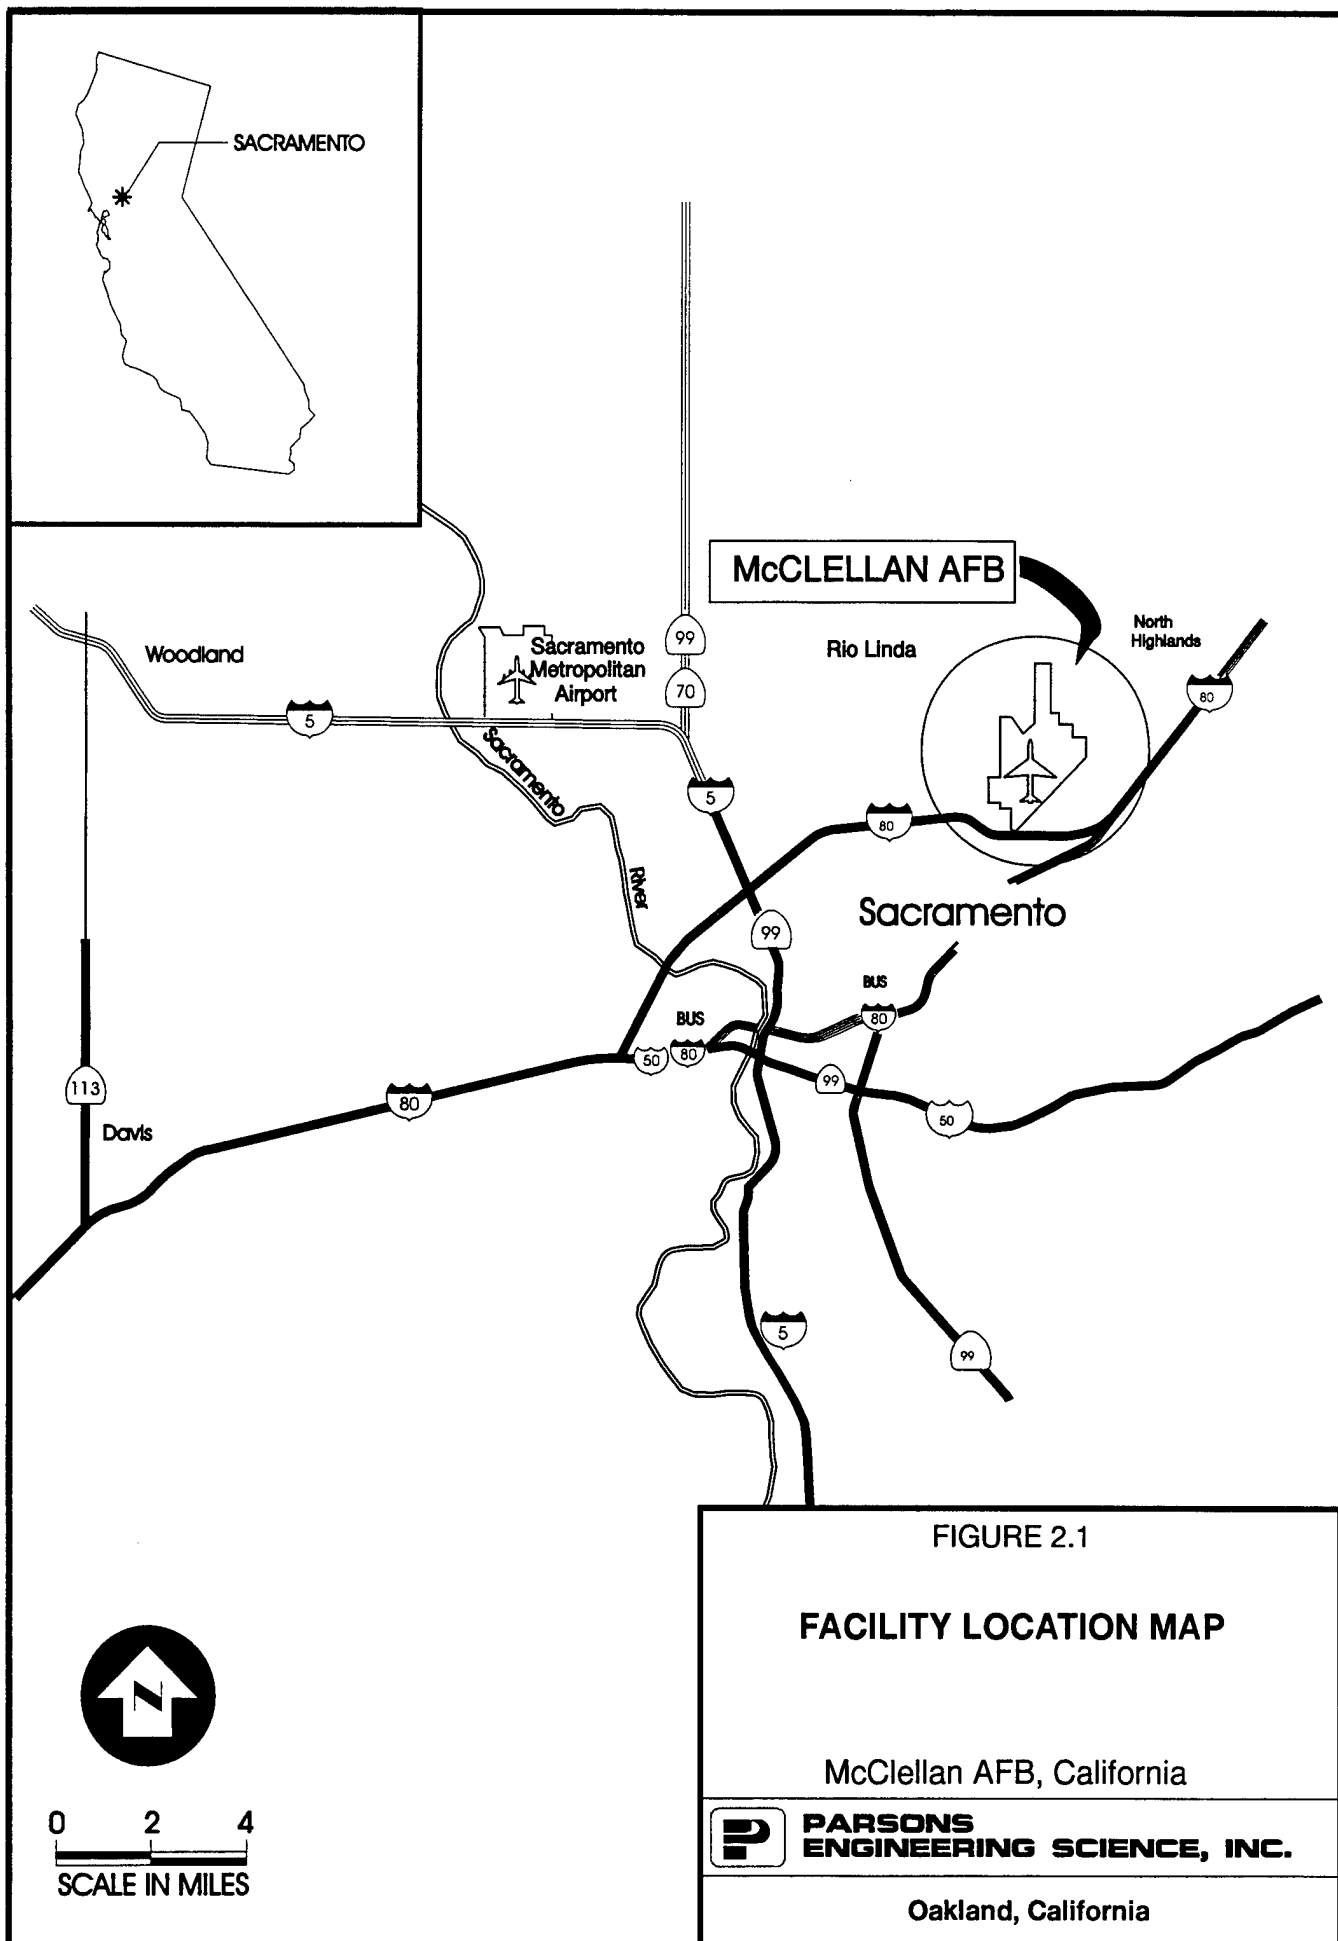 SACRAMENTO
McCLELLAN AFB
North
Highlands
99
Sacramento
Metropolitan
Airport
Rio Linda
Woodland
70
80
5
Sacramento
5
80
River
Sacramento
99
BUS
80
BUS
50
80
99
113
80
50
Davis
5
99
FIGURE 2.1
FACILITY LOCATION MAP
N
McClellan AFB, California
0 2 4
SCALE IN MILES
PARSONS
ENGINEERING SCIENCE, INC.
Oakland, California